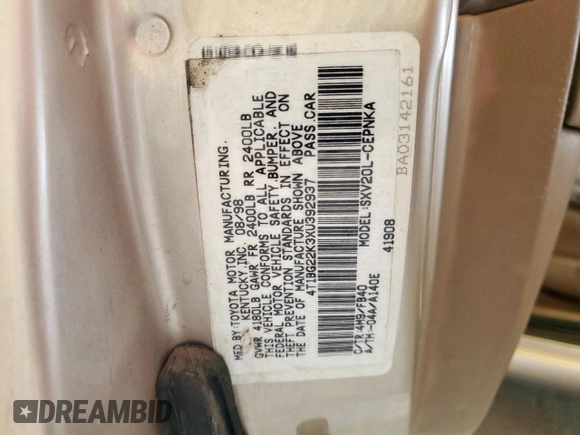 MFD.BY:TOYOTA MOTOR MANUFACTURING,
KENTUCKY,INC. 08/98
GVWR 4180LB GAWR FR 2400LB RR 2400LB
THIS VEHICLE CONFORMS TO ALL APPLICABLE
FEDERAL MOTOR VEHICLE SAFETY,BUMPER, AND
THEFT PREVENTION STANDARDS IN EFFECT ON
THE DATE OF MANUFACTURE SHOWN ABOVE
4T1BG22K3XU392937 PASS.CAR
MODEL:SXV20L-CEPNKA
C/TR:4M9/FB40 41908
A/TM:-04A/A140E
BA03142161
DREAMBID